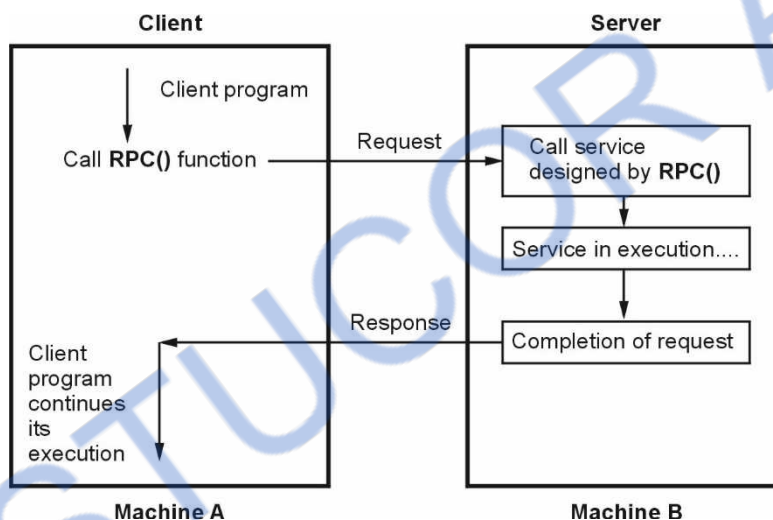 Client
Server
Client program
Call RPC() function
Request
Call service
designed by RPC()
Service in execution....
Completion of request
Response
Client
program
continues
its
execution
Machine A
Machine B
STUCOR A